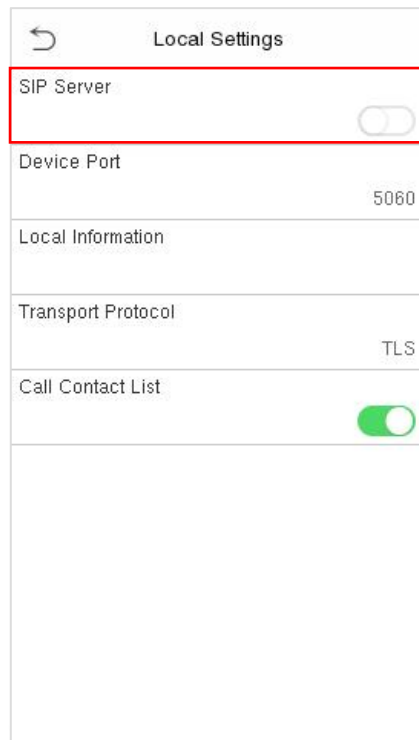 Local Settings
SIP Server
Device Port
5060
Local Information
Transport Protocol
TLS
Call Contact List